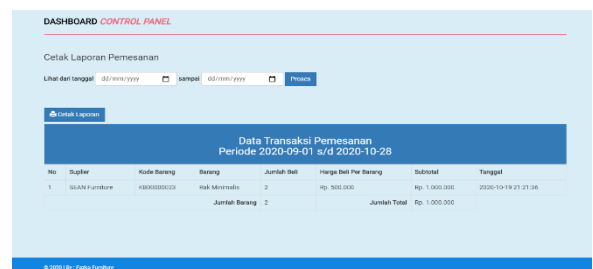 DASHBOARD CONTROL PANEL
Cetak Laporan Pemesanan
Lihat dari tanggal dd/mm/yyyy sampai dd/mm/yyyy Proses
Cetak Laporan
Data Transaksi Pemesanan
Periode 2020-09-01 s/d 2020-10-28
No Suplier Kode Barang Barang Jumlah Beli Harga Beli Per Barang Subtotal Tanggal
1 SEAN Furniture KB00000023 Rak Minimalis 2 Rp. 500.000 Rp. 1.000.000 2020-10-19 21:21:36
Jumlah Barang 2 Jumlah Total Rp. 1.000.000
© 2020 | By : Furniture